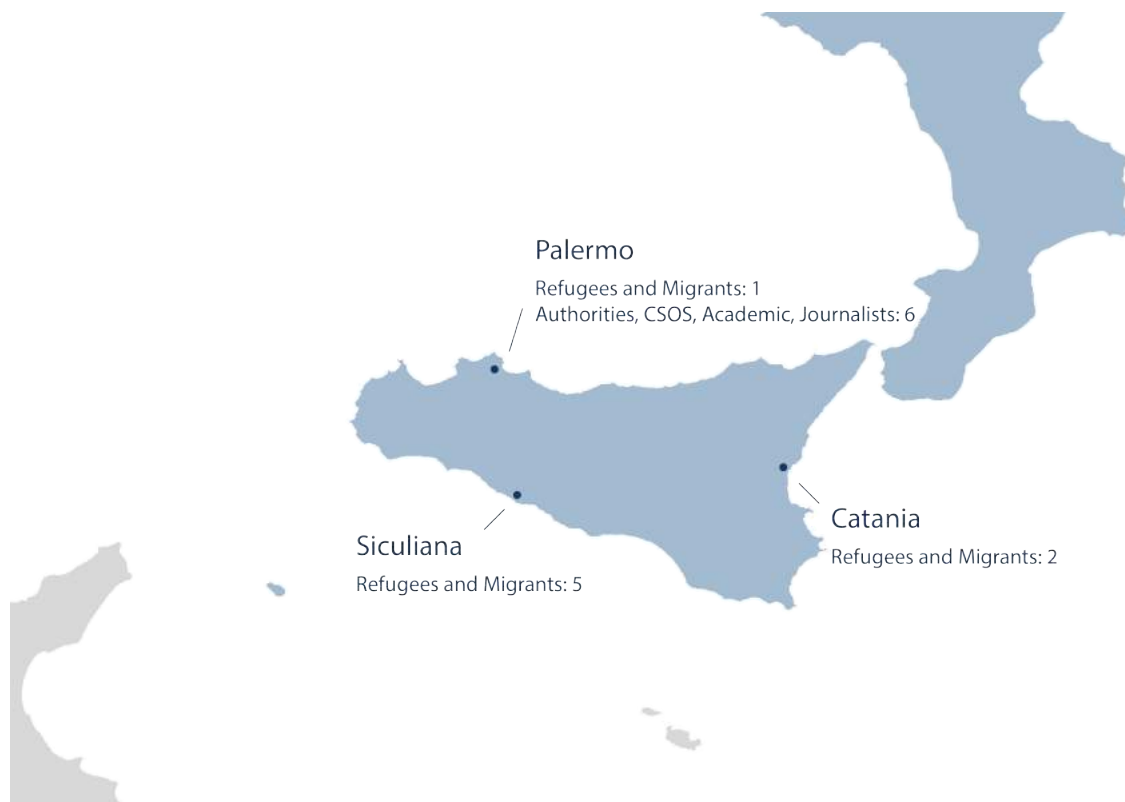 Palermo
Refugees and Migrants: 1
Authorities, CSOS, Academic, Journalists: 6
Siculiana
Refugees and Migrants: 5
Catania
Refugees and Migrants: 2